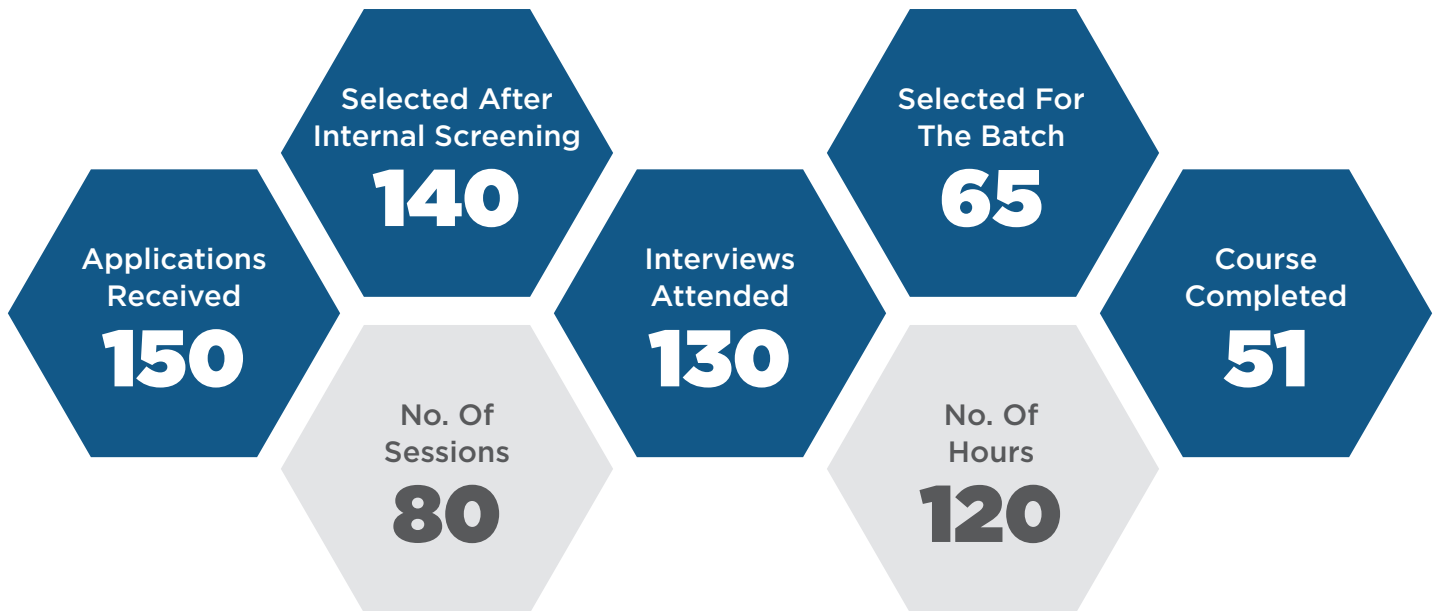 Applications
Received
150
Selected After
Internal Screening
140
Interviews
Attended
130
Selected For
The Batch
65
Course
Completed
51
No. Of
Sessions
80
No. Of
Hours
120